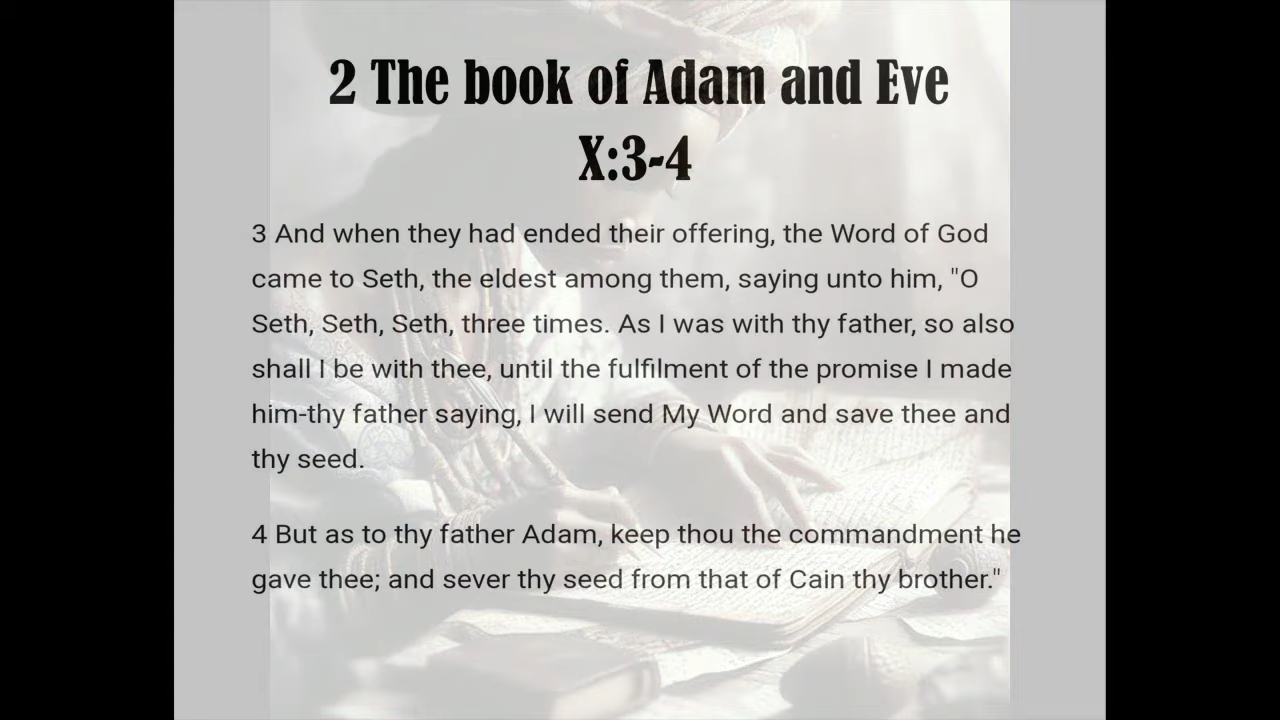 2 The book of Adam and Eve
X:3-4
3 And when they had ended their offering, the Word of God
came to Seth, the eldest among them, saying unto him, "O
Seth, Seth, Seth, three times. As I was with thy father, so also
shall I be with thee, until the fulfilment of the promise I made
him-thy father saying, I will send My Word and save thee and
thy seed.
4 But as to thy father Adam, keep thou the commandment he
gave thee; and sever thy seed from that of Cain thy brother."